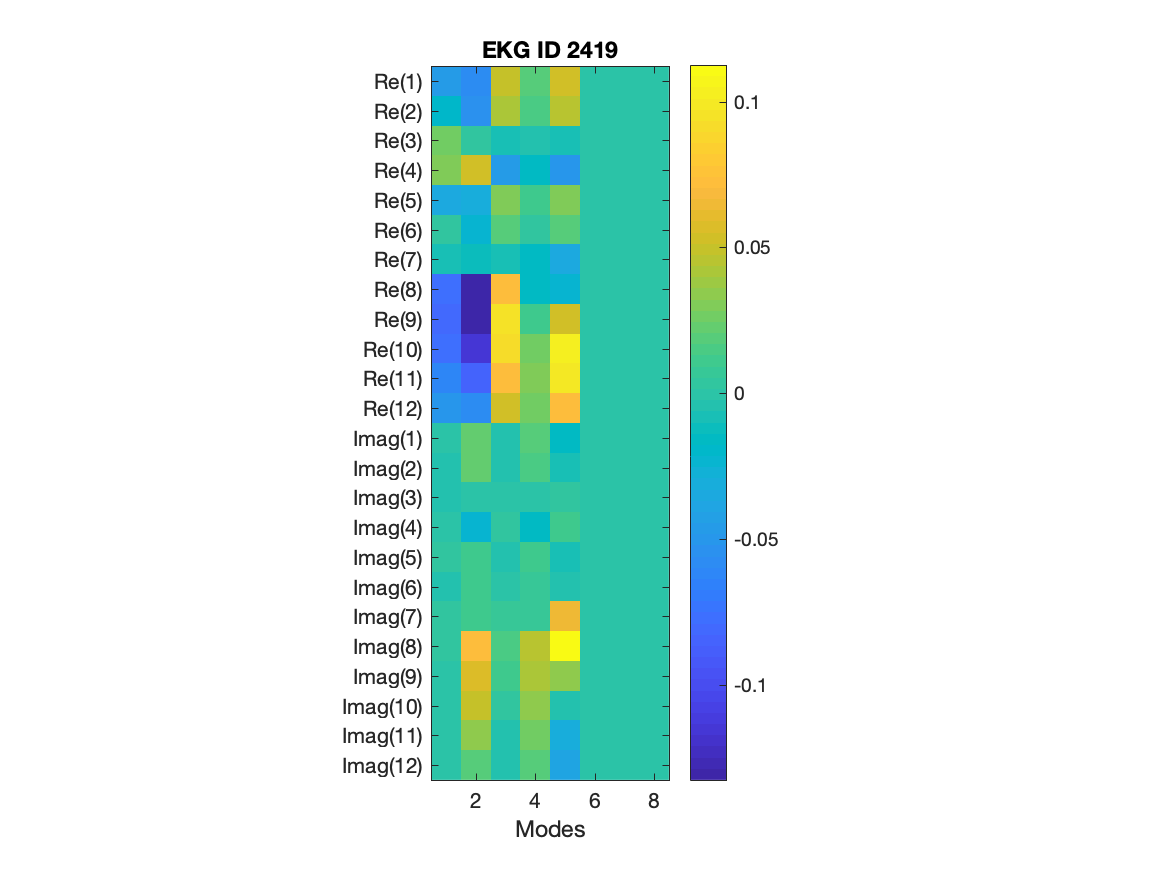 EKG ID 2419
Re(1)
Re(2)
Re(3)
Re(4)
Re(5)
Re(6)
Re(7)
Re(8)
Re(9)
Re(10)
Re(11)
Re(12)
Imag(1)
Imag(2)
Imag(3)
Imag(4)
Imag(5)
Imag(6)
Imag(7)
Imag(8)
Imag(9)
Imag(10)
Imag(11)
Imag(12)
2 4 6 8
Modes
0.1
0.05
0
-0.05
-0.1